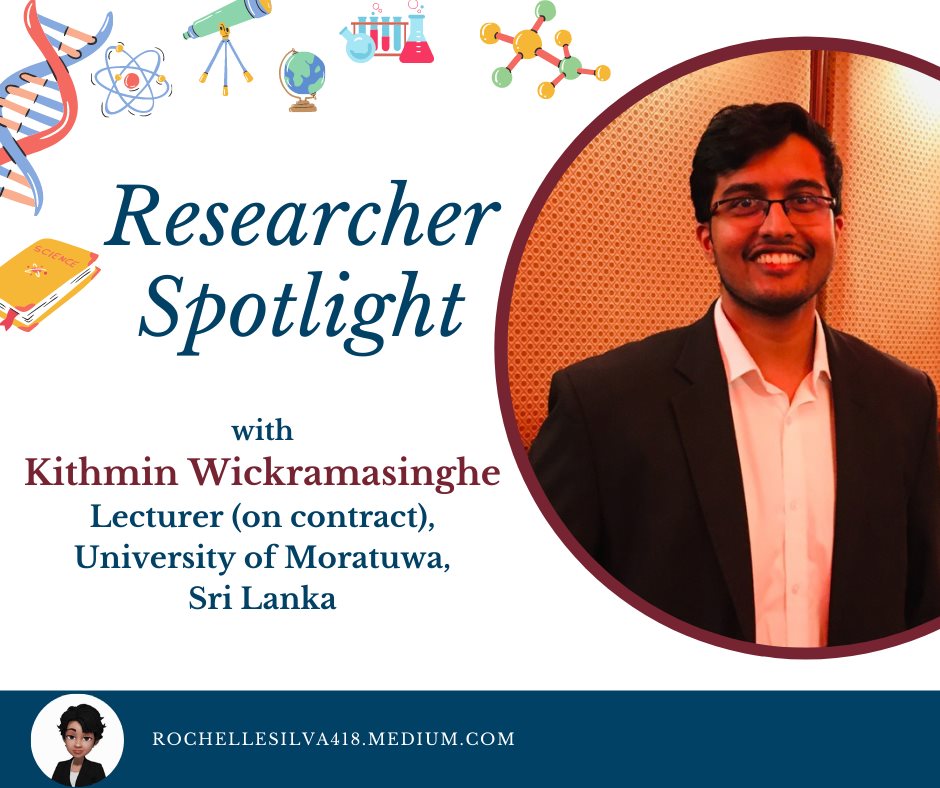 SCIENCE
Researcher
Spotlight
with
Kithmin Wickramasinghe
Lecturer (on contract),
University of Moratuwa,
Sri Lanka
ROCHELLESILVA418.MEDIUM.COM